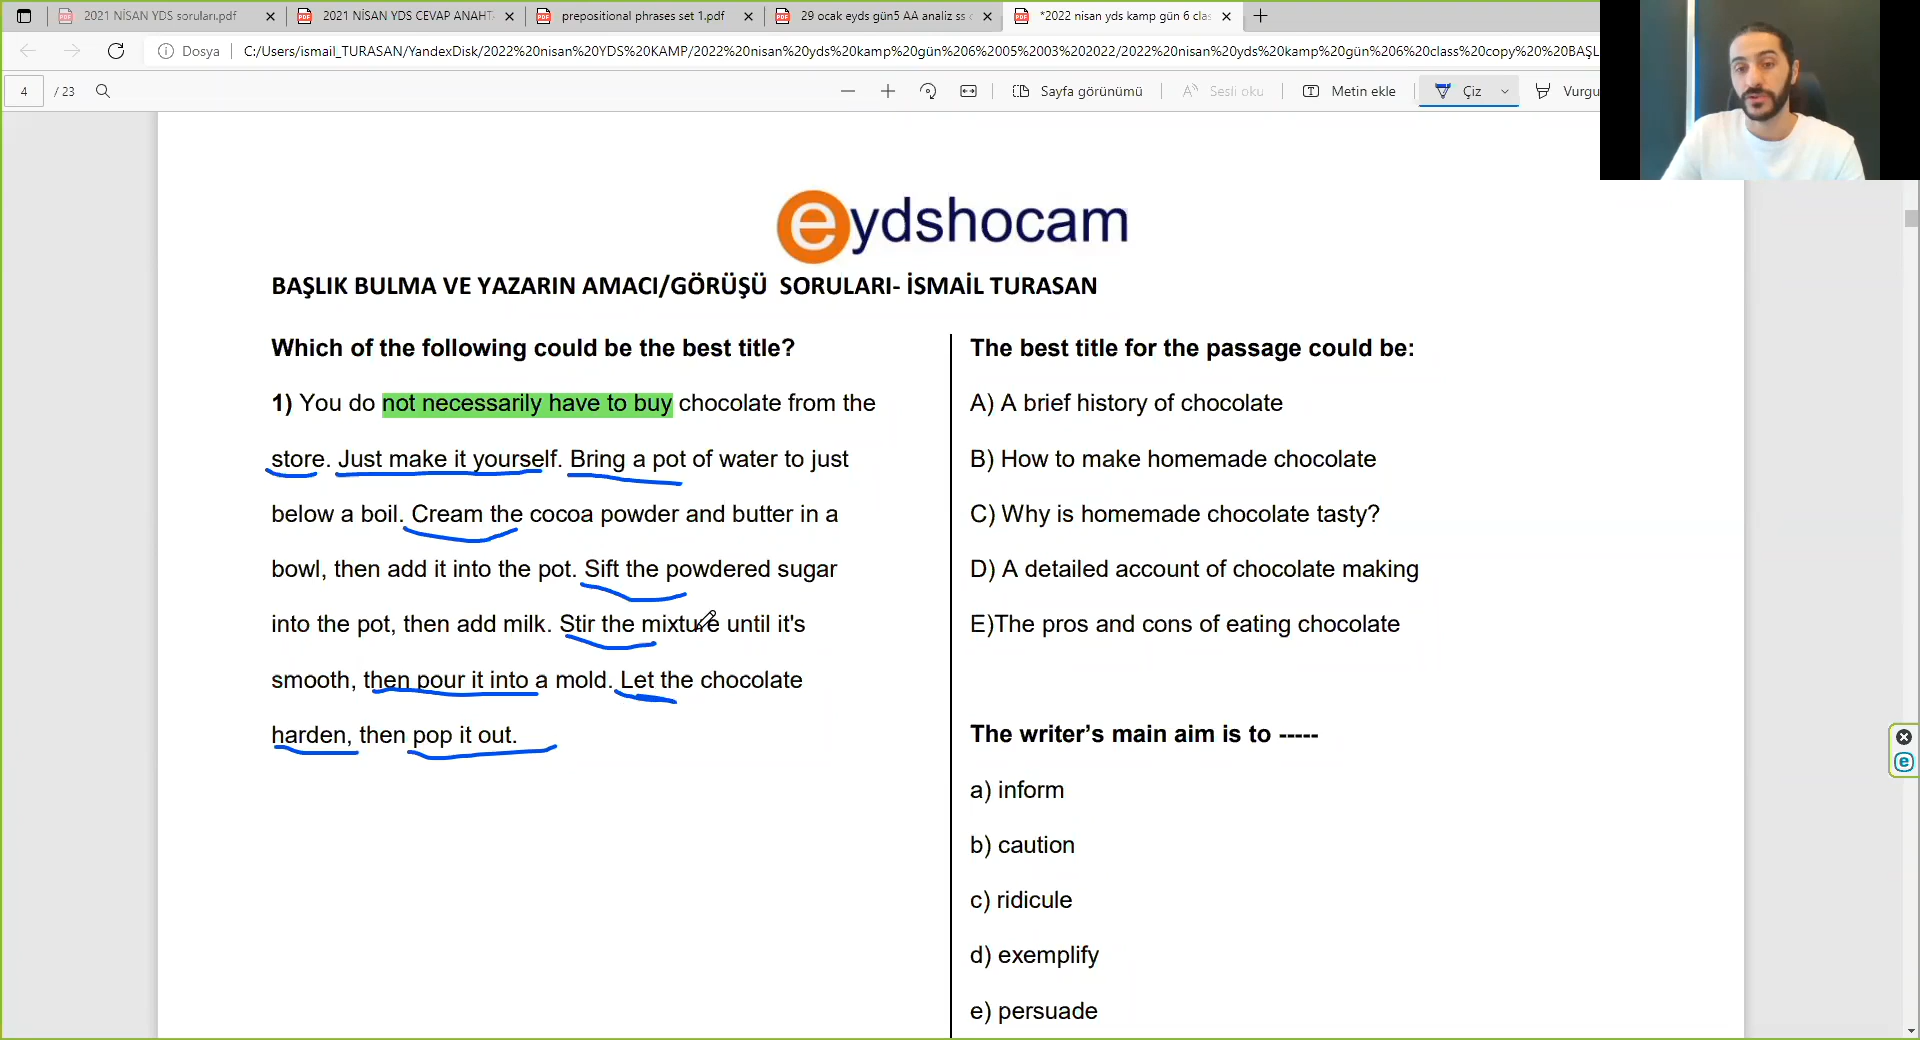 2021 NİSAN YDS soruları.pdf
2021 NİSAN YDS CEVAP ANAHT
prepositional phrases set 1.pdf
29 ocak eyds gün5 AA analiz ss c
*2022 nisan yds kamp gün 6 clas
Dosya
C:/Users/ismail_TURASAN/YandexDisk/2022%20nisan%20YDS%20KAMP/2022%20nisan%20yds%20kamp%20gün%206%2005%2003%202022/2022%20nisan%20yds%20kamp%20gün%206%20class%20copy%20%20BAŞL
4 / 23
Sayfa görünümü
Sesli oku
Metin ekle
Çiz
Vurgu
eydshocam
BAŞLIK BULMA VE YAZARIN AMACI/GÖRÜŞÜ SORULARI- İSMAİL TURASAN
Which of the following could be the best title?
1) You do not necessarily have to buy chocolate from the
store. Just make it yourself. Bring a pot of water to just
below a boil. Cream the cocoa powder and butter in a
bowl, then add it into the pot. Sift the powdered sugar
into the pot, then add milk. Stir the mixture until it's
smooth, then pour it into a mold. Let the chocolate
harden, then pop it out.
The best title for the passage could be:
A) A brief history of chocolate
B) How to make homemade chocolate
C) Why is homemade chocolate tasty?
D) A detailed account of chocolate making
E)The pros and cons of eating chocolate
The writer’s main aim is to -----
a) inform
b) caution
c) ridicule
d) exemplify
e) persuade